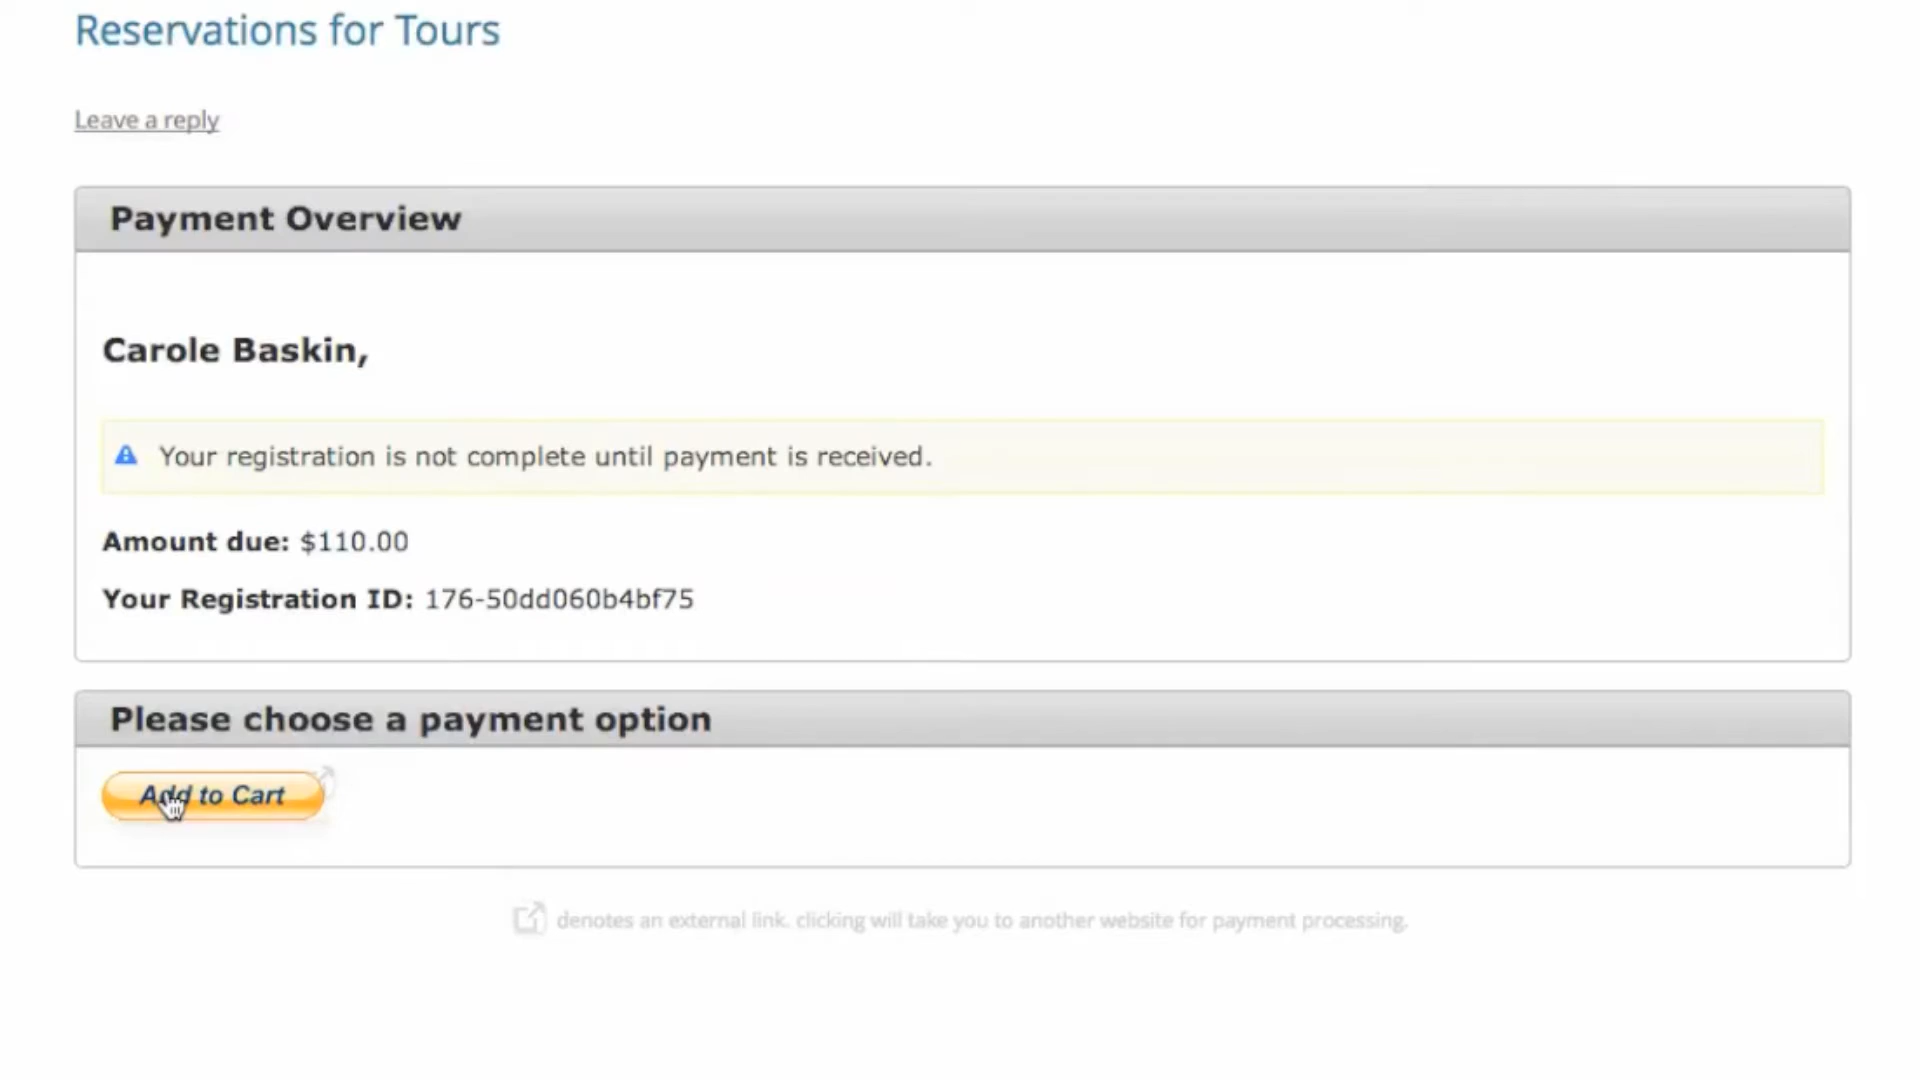 Reservations for Tours
Leave a reply
Payment Overview
Carole Baskin,
Your registration is not complete until payment is received.
Amount due: $110.00
Your Registration ID: 176-50dd060b4bf75
Please choose a payment option
Add to Cart
denotes an external link. clicking will take you to another website for payment processing.